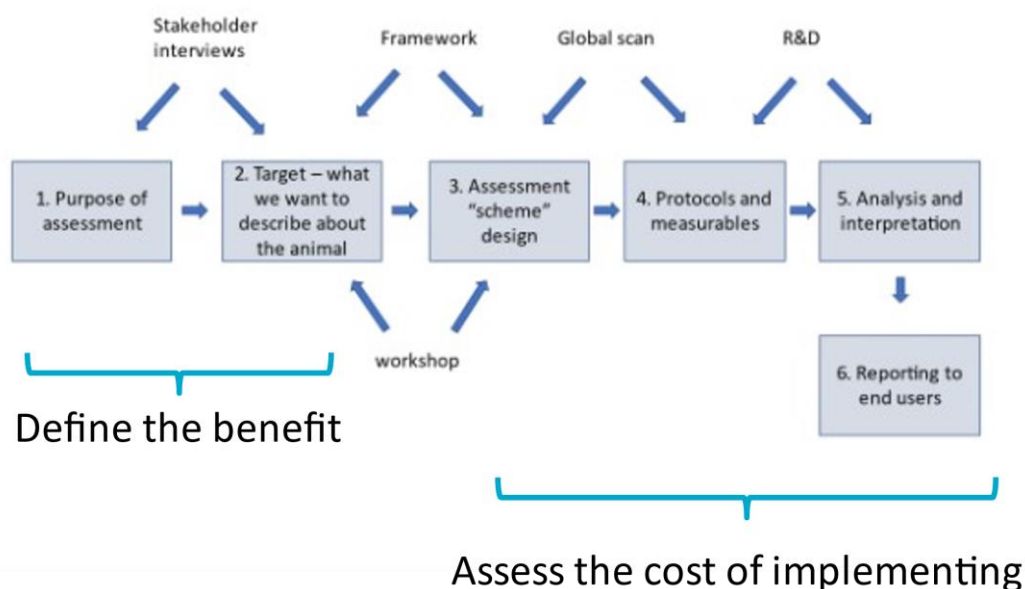 Stakeholder
interviews
Framework
Global scan
R&D
1. Purpose of
assessment
2. Target – what
we want to
describe about
the animal
3. Assessment
“scheme”
design
4. Protocols and
measurables
5. Analysis and
interpretation
workshop
6. Reporting to
end users
Define the benefit
Assess the cost of implementing